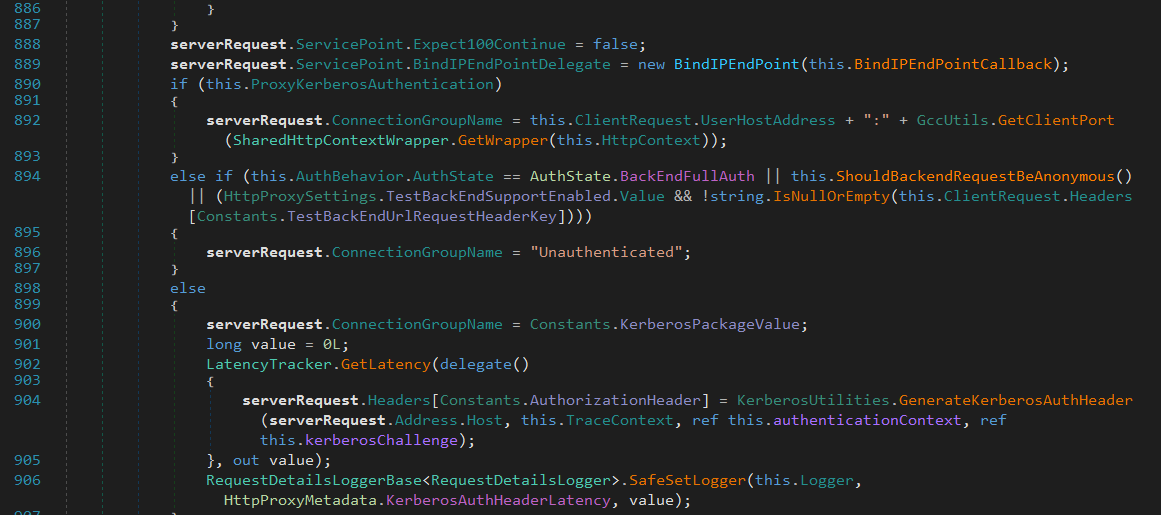 886 }
887 }
888 serverRequest.ServicePoint.Expect100Continue = false;
889 serverRequest.ServicePoint.BindIPEndPointDelegate = new BindIPEndPoint(this.BindIPEndPointCallback);
890 if (this.ProxyKerberosAuthentication)
891 {
892 serverRequest.ConnectionGroupName = this.ClientRequest.UserHostAddress + ":" + GccUtils.GetClientPort
(SharedHttpContextWrapper.GetWrapper(this.HttpContext));
893 }
894 else if (this.AuthBehavior.AuthState == AuthState.BackEndFullAuth || this.ShouldBackendRequestBeAnonymous()
|| (HttpProxySettings.TestBackEndSupportEnabled.Value && !string.IsNullOrEmpty(this.ClientRequest.Headers
[Constants.TestBackEndUrlRequestHeaderKey])))
895 {
896 serverRequest.ConnectionGroupName = "Unauthenticated";
897 }
898 else
899 {
900 serverRequest.ConnectionGroupName = Constants.KerberosPackageValue;
901 long value = 0L;
902 LatencyTracker.GetLatency(delegate()
903 {
904 serverRequest.Headers[Constants.AuthorizationHeader] = KerberosUtilities.GenerateKerberosAuthHeader
(serverRequest.Address.Host, this.TraceContext, ref this.authenticationContext, ref
this.kerberosChallenge);
905 }, out value);
906 RequestDetailsLoggerBase<RequestDetailsLogger>.SafeSetLogger(this.Logger,
HttpProxyMetadata.KerberosAuthHeaderLatency, value);
907 }